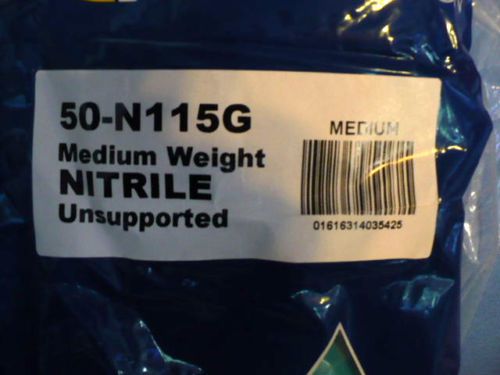 50-N115G
Medium Weight
NITRILE
Unsupported
MEDIUM
01616314035425